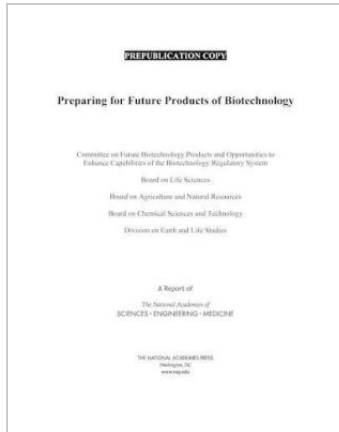 PREPUBLICATION COPY
Preparing for Future Products of Biotechnology
Committee on Future Biotechnology Products and Opportunities to
Enhance Capabilities of the Biotechnology Regulatory System
Board on Life Sciences
Board on Agriculture and Natural Resources
Board on Chemical Sciences and Technology
Division on Earth and Life Studies
A Report of
The National Academies of
SCIENCES • ENGINEERING • MEDICINE
THE NATIONAL ACADEMIES PRESS
Washington, DC
www.nap.edu